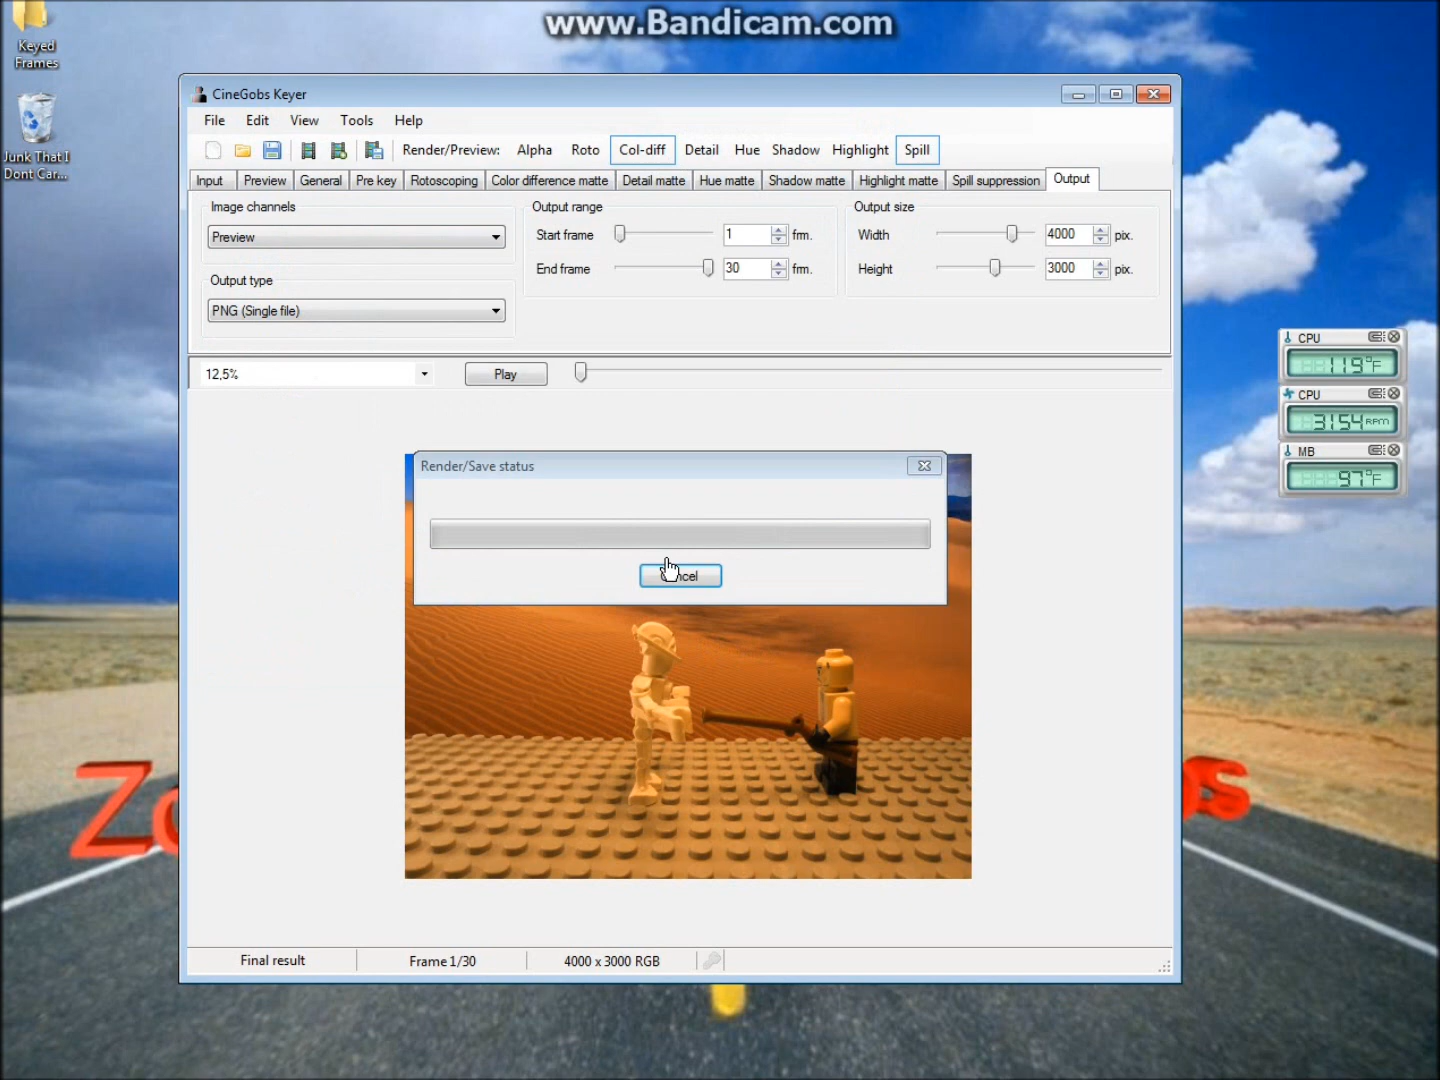 www.Bandicam.com
Keyed
Frames
Junk That I
Dont Car...
CineGobs Keyer
File Edit View Tools Help
Render/Preview: Alpha Roto Col-diff Detail Hue Shadow Highlight Spill
Input Preview General Pre key Rotoscoping Color difference matte Detail matte Hue matte Shadow matte Highlight matte Spill suppression Output
Image channels Output range Output size
Preview Start frame 1 frm. Width 4000 pix.
End frame 30 frm. Height 3000 pix.
Output type
PNG (Single file)
12,5% Play
CPU
119°F
CPU
3154 RPM
MB
97°F
Render/Save status
Final result Frame 1/30 4000 x 3000 RGB